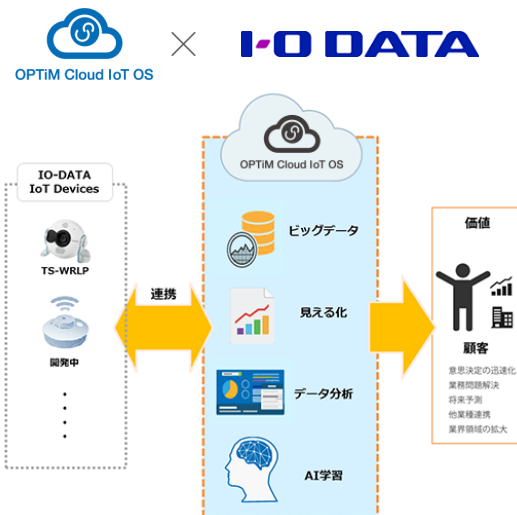 OPTiM Cloud IoT OS
I-O DATA
IO-DATA
IoT Devices
TS-WRLP
開発中
連携
OPTiM Cloud IoT OS
ビッグデータ
見える化
データ分析
AI学習
価値
顧客
意思決定の迅速化
業務問題解決
将来予測
他業種連携
業界領域の拡大